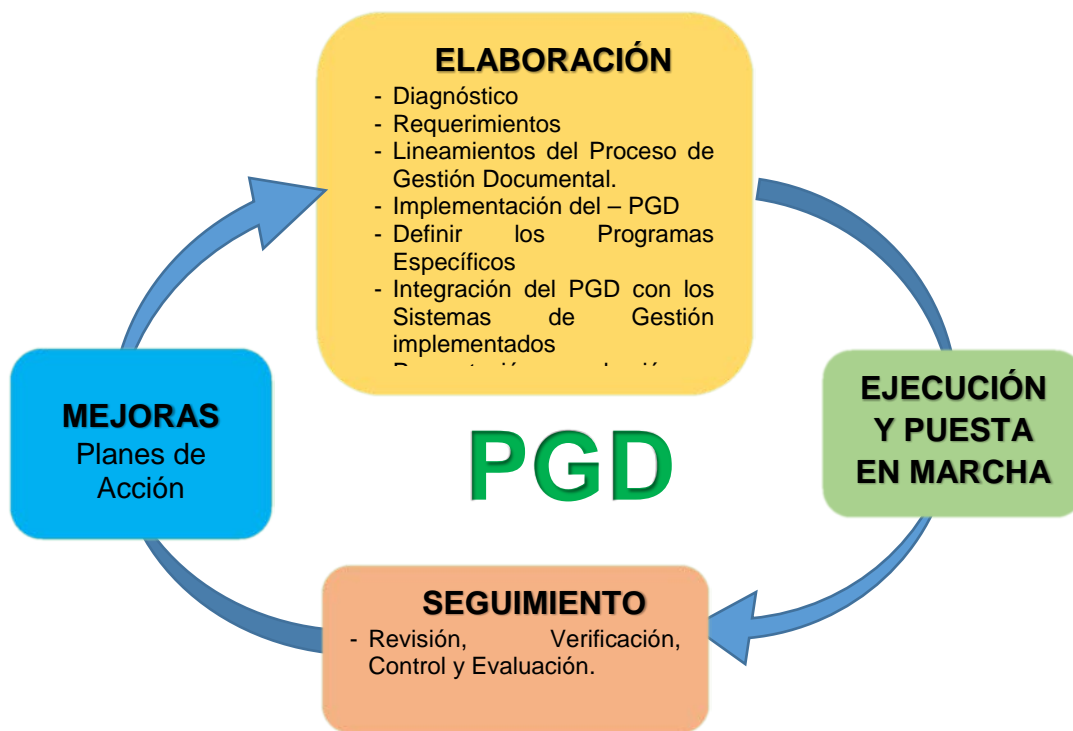 ELABORACIÓN
- Diagnóstico
- Requerimientos
- Lineamientos del Proceso de
Gestión Documental.
- Implementación del – PGD
- Definir los Programas
Específicos
- Integración del PGD con los
Sistemas de Gestión
implementados
MEJORAS
Planes de
Acción
PGD
EJECUCIÓN
Y PUESTA
EN MARCHA
SEGUIMIENTO
- Revisión, Verificación,
Control y Evaluación.